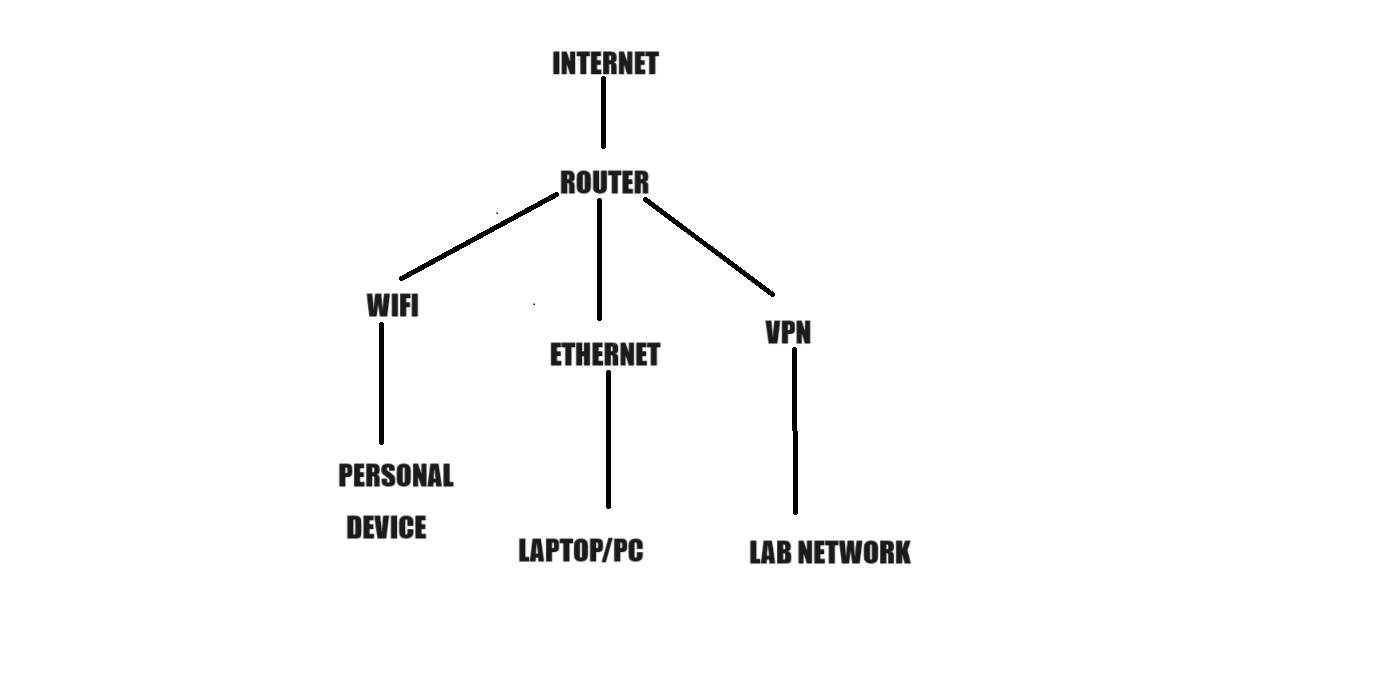 INTERNET
ROUTER
WIFI
VPN
ETHERNET
PERSONAL
DEVICE
LAPTOP/PC
LAB NETWORK